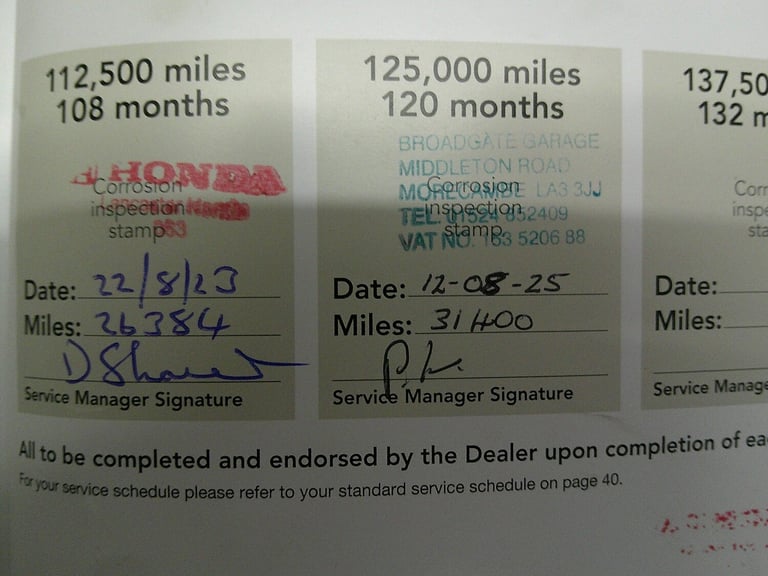 112,500 miles
108 months
HONDA
Corrosion
inspection
stamp
Date: 22/8/23
Miles: 26384
Service Manager Signature
125,000 miles
120 months
BROADGATE GARAGE
MIDDLETON ROAD
MORECAMBE LA3 3JJ
Corrosion
TEL. 01524 852409
inspection
stamp
VAT NO. 163 5206 88
Date: 12-08-25
Miles: 31400
Service Manager Signature
137,50
132 m
Corr
inspe
sta
Date:
Miles:
Service Manage
All to be completed and endorsed by the Dealer upon completion of ea
For your service schedule please refer to your standard service schedule on page 40.